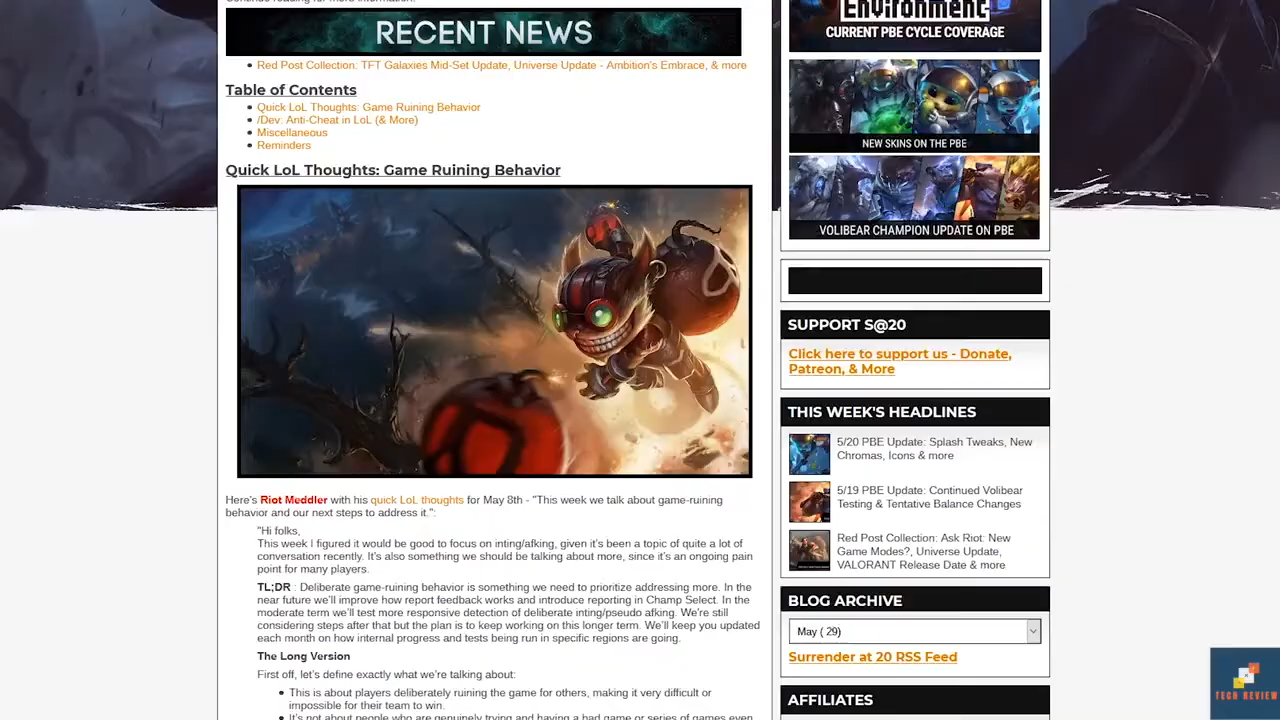 RECENT NEWS
Red Post Collection: TFT Galaxies Mid-Set Update, Universe Update - Ambition's Embrace, & more
Table of Contents
Quick LoL Thoughts: Game Ruining Behavior
/Dev: Anti-Cheat in LoL (& More)
Miscellaneous
Reminders
Quick LoL Thoughts: Game Ruining Behavior
Here's Riot Meddler with his quick LoL thoughts for May 8th - "This week we talk about game-ruining
behavior and our next steps to address it.":
"Hi folks,
This week I figured it would be good to focus on inting/afking, given it's been a topic of quite a lot of
conversation recently. It's also something we should be talking about more, since it's an ongoing pain
point for many players.
TL;DR : Deliberate game-ruining behavior is something we need to prioritize addressing more. In the
near future we'll improve how report feedback works and introduce reporting in Champ Select. In the
moderate term we'll test more responsive detection of deliberate inting/pseudo afking. We're still
considering steps after that but the plan is to keep working on this longer term. We'll keep you updated
each month on how internal progress and tests being run in specific regions are going.
The Long Version
First off, let's define exactly what we're talking about:
This is about players deliberately ruining the game for others, making it very difficult or
impossible for their team to win.
It's not about people who are genuinely trying and having a bad game or series of games even
Environment
CURRENT PBE CYCLE COVERAGE
NEW SKINS ON THE PBE
VOLIBEAR CHAMPION UPDATE ON PBE
SUPPORT S@20
Click here to support us - Donate,
Patreon, & More
THIS WEEK'S HEADLINES
5/20 PBE Update: Splash Tweaks, New
Chromas, Icons & more
5/19 PBE Update: Continued Volibear
Testing & Tentative Balance Changes
Red Post Collection: Ask Riot: New
Game Modes?, Universe Update,
VALORANT Release Date & more
BLOG ARCHIVE
May ( 29)
Surrender at 20 RSS Feed
AFFILIATES
TECH REVIEW